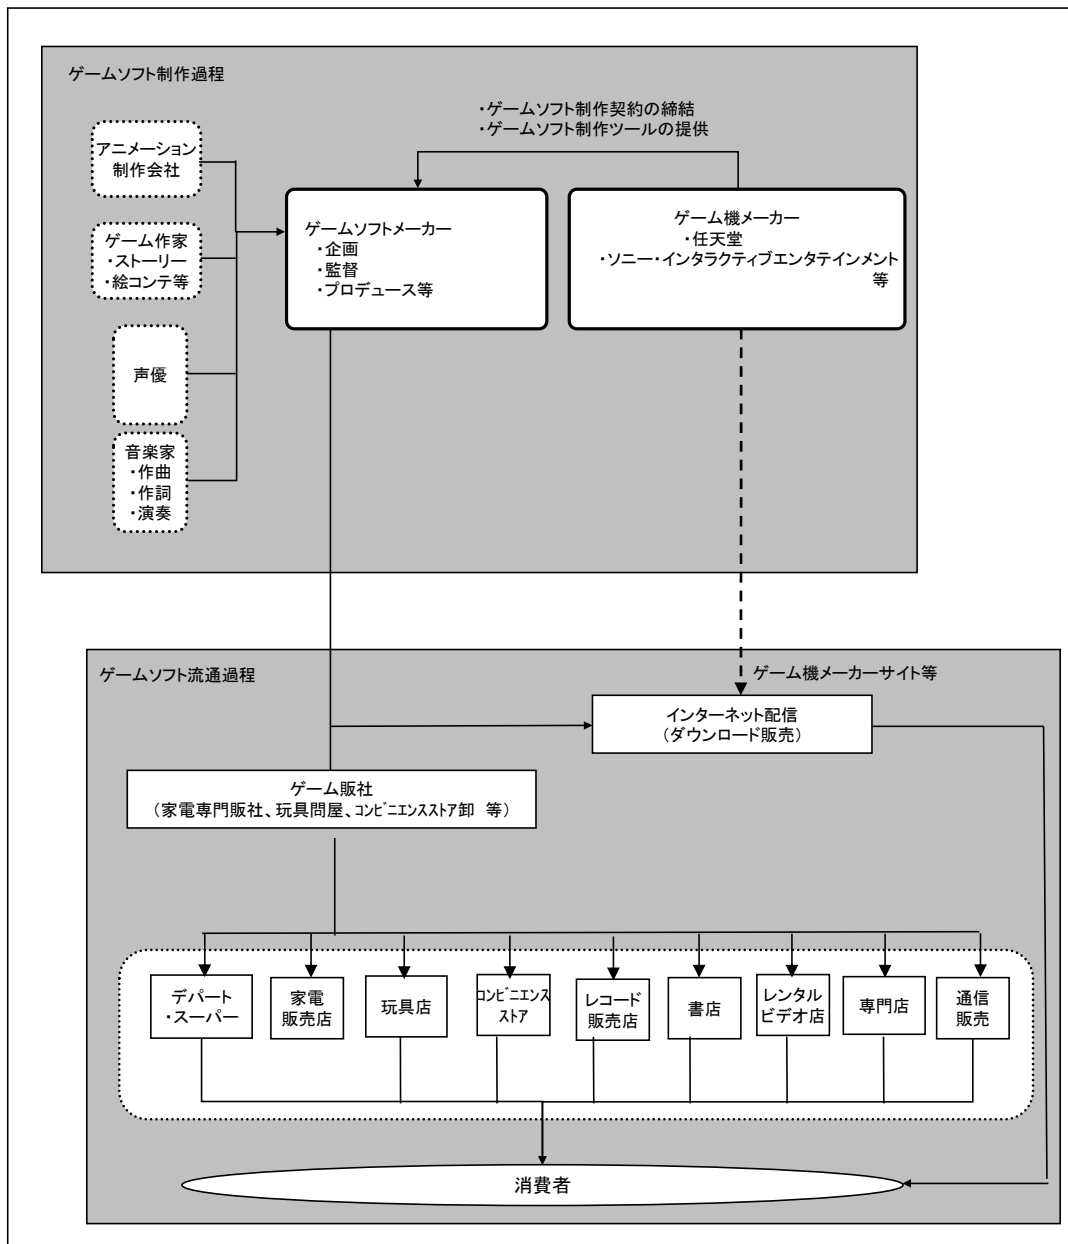 ゲームソフト制作過程
・ゲームソフト制作契約の締結
・ゲームソフト制作ツールの提供
アニメーション
制作会社
ゲーム作家
・ストーリー
・絵コンテ等
声優
音楽家
・作曲
・作詞
・演奏
ゲームソフトメーカー
・企画
・監督
・プロデュース等
ゲーム機メーカー
・任天堂
・ソニー・インタラクティブエンタテインメント
等
ゲームソフト流通過程
ゲーム機メーカーサイト等
インターネット配信
（ダウンロード販売）
ゲーム販社
（家電専門販社、玩具問屋、ｺﾝﾋﾞﾆエンスストア卸 等）
デパート
・スーパー
家電
販売店
玩具店
ｺﾝﾋﾞﾆエンス
ストア
レコード
販売店
書店
レンタル
ビデオ店
専門店
通信
販売
消費者